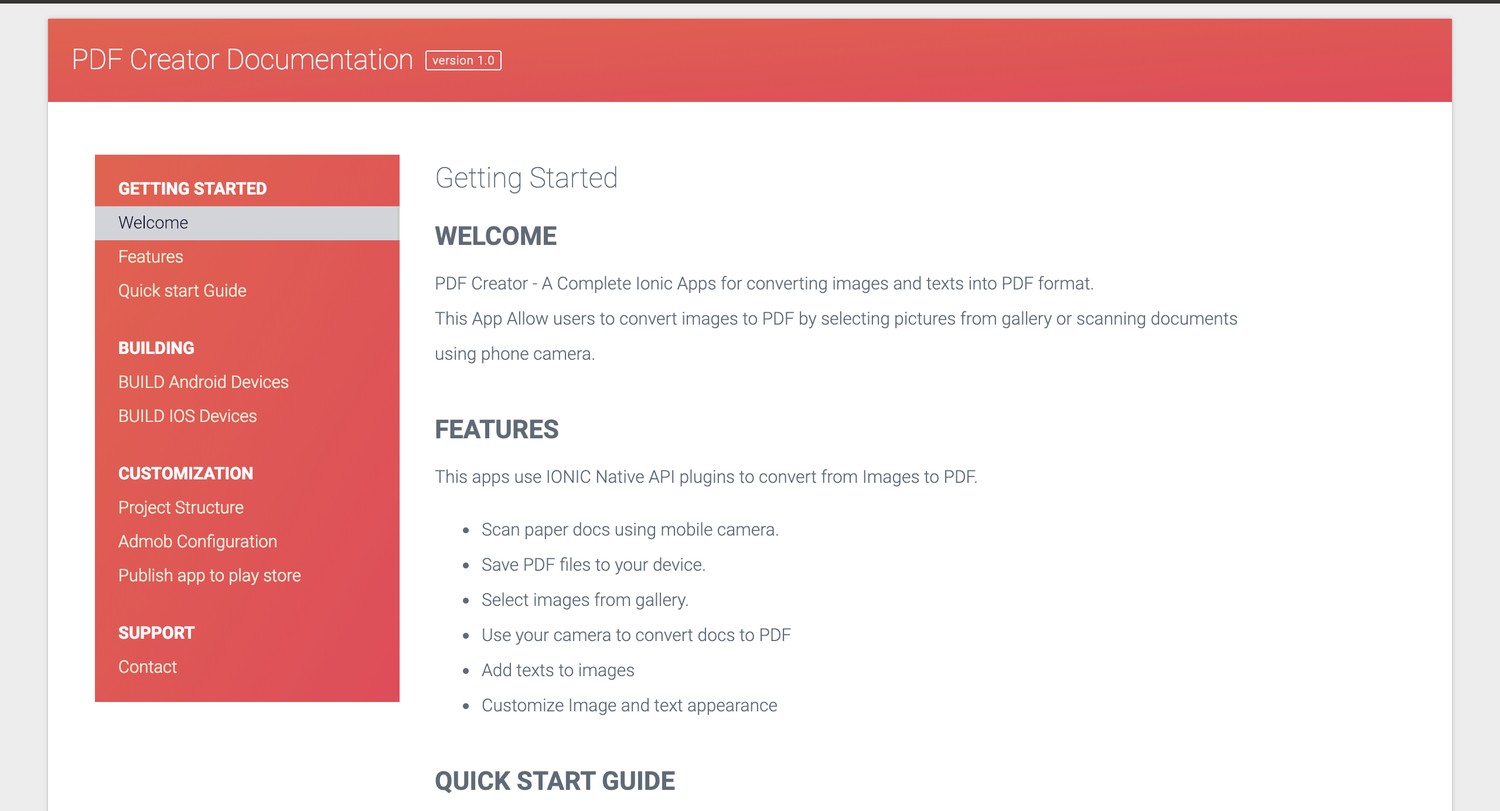 PDF Creator Documentation version 1.0
GETTING STARTED
Welcome
Features
Quick start Guide
BUILDING
BUILD Android Devices
BUILD IOS Devices
CUSTOMIZATION
Project Structure
Admob Configuration
Publish app to play store
SUPPORT
Contact
Getting Started
WELCOME
PDF Creator - A Complete Ionic Apps for converting images and texts into PDF format.
This App Allow users to convert images to PDF by selecting pictures from gallery or scanning documents
using phone camera.
FEATURES
This apps use IONIC Native API plugins to convert from Images to PDF.
• Scan paper docs using mobile camera.
• Save PDF files to your device.
• Select images from gallery.
• Use your camera to convert docs to PDF
• Add texts to images
• Customize Image and text appearance
QUICK START GUIDE